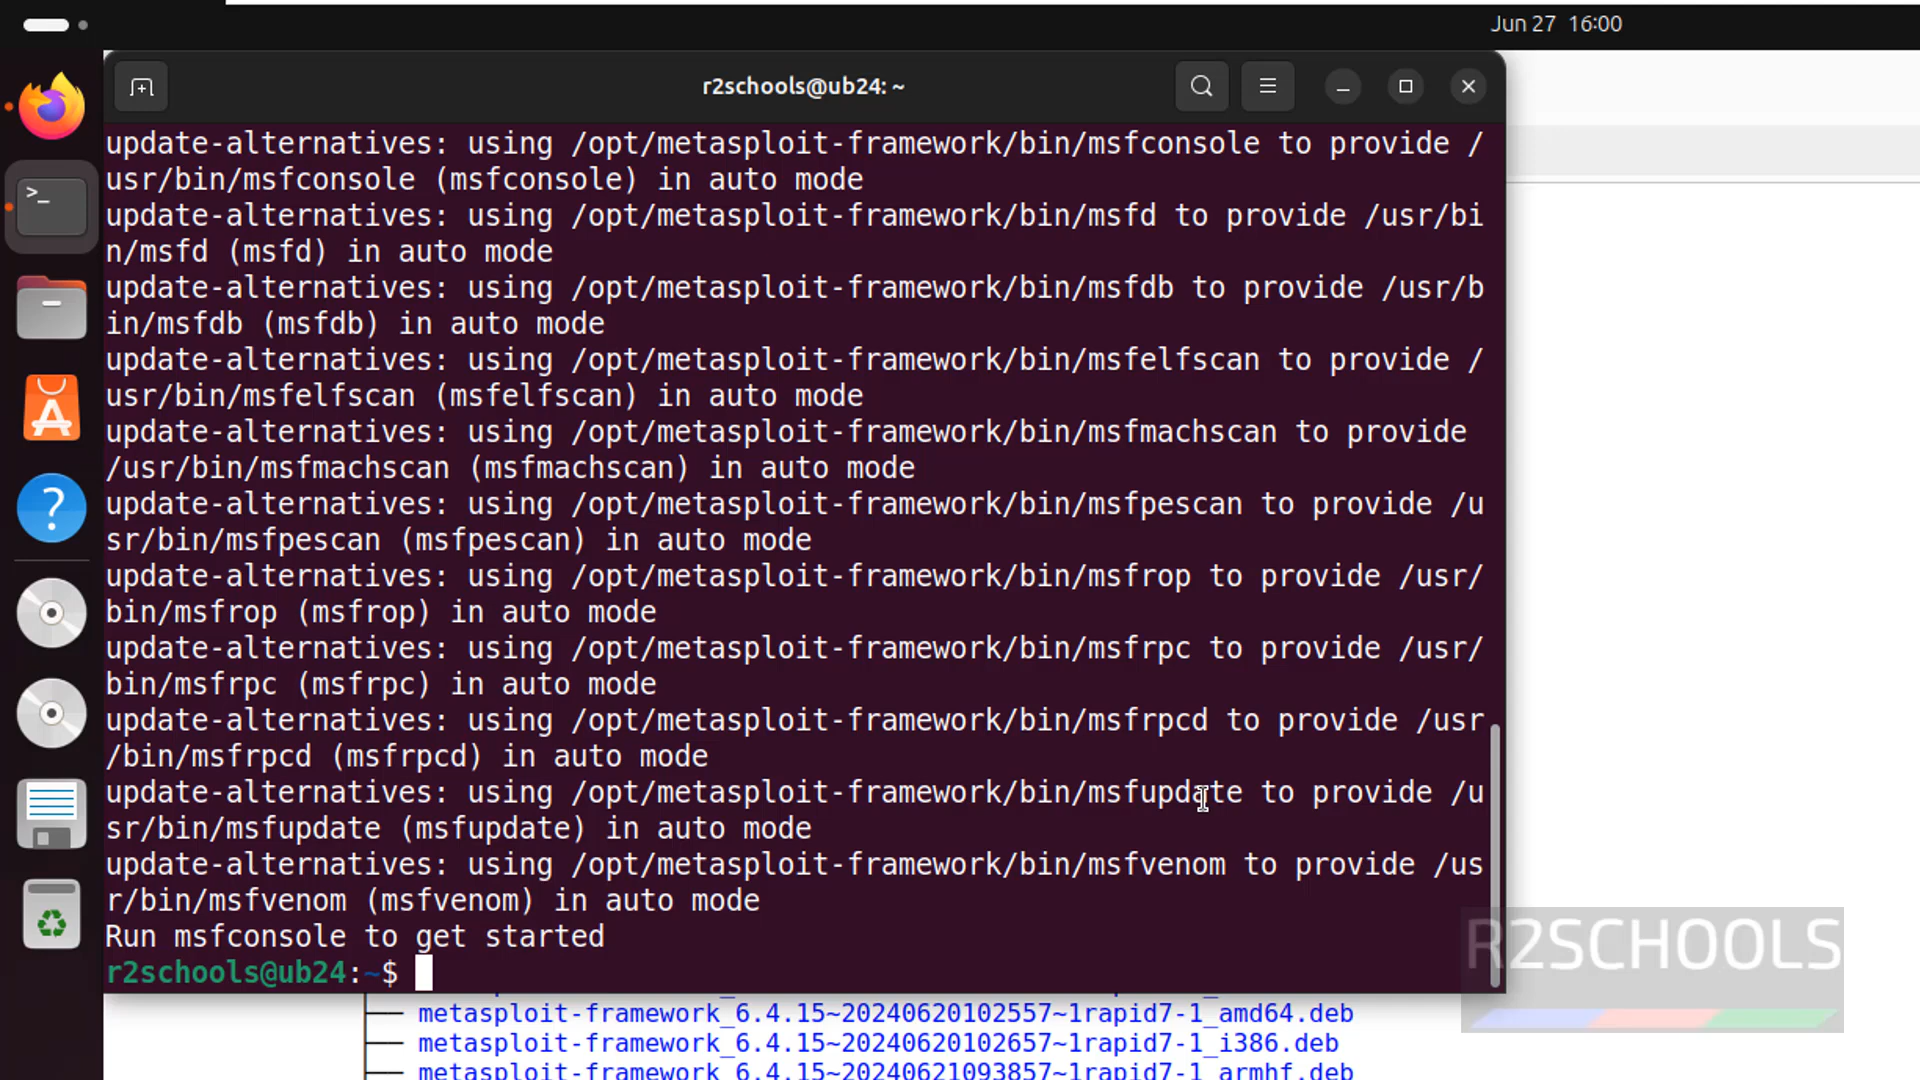 Jun 27 16:00
r2schools@ub24: ~
update-alternatives: using /opt/metasploit-framework/bin/msfconsole to provide /
usr/bin/msfconsole (msfconsole) in auto mode
update-alternatives: using /opt/metasploit-framework/bin/msfd to provide /usr/bi
n/msfd (msfd) in auto mode
update-alternatives: using /opt/metasploit-framework/bin/msfdb to provide /usr/b
in/msfdb (msfdb) in auto mode
update-alternatives: using /opt/metasploit-framework/bin/msfelfscan to provide /
usr/bin/msfelfscan (msfelfscan) in auto mode
update-alternatives: using /opt/metasploit-framework/bin/msfmachscan to provide
/usr/bin/msfmachscan (msfmachscan) in auto mode
update-alternatives: using /opt/metasploit-framework/bin/msfpescan to provide /u
sr/bin/msfpescan (msfpescan) in auto mode
update-alternatives: using /opt/metasploit-framework/bin/msfrop to provide /usr/
bin/msfrop (msfrop) in auto mode
update-alternatives: using /opt/metasploit-framework/bin/msfrpc to provide /usr/
bin/msfrpc (msfrpc) in auto mode
update-alternatives: using /opt/metasploit-framework/bin/msfrpcd to provide /usr
/bin/msfrpcd (msfrpcd) in auto mode
update-alternatives: using /opt/metasploit-framework/bin/msfupdate to provide /u
sr/bin/msfupdate (msfupdate) in auto mode
update-alternatives: using /opt/metasploit-framework/bin/msfvenom to provide /us
r/bin/msfvenom (msfvenom) in auto mode
Run msfconsole to get started
r2schools@ub24:~$
R2SCHOOLS
metasploit-framework_6.4.15~20240620102557~1rapid7-1_amd64.deb
metasploit-framework_6.4.15~20240620102657~1rapid7-1_i386.deb
metasploit-framework_6.4.15~20240621093857~1rapid7-1_armhf.deb